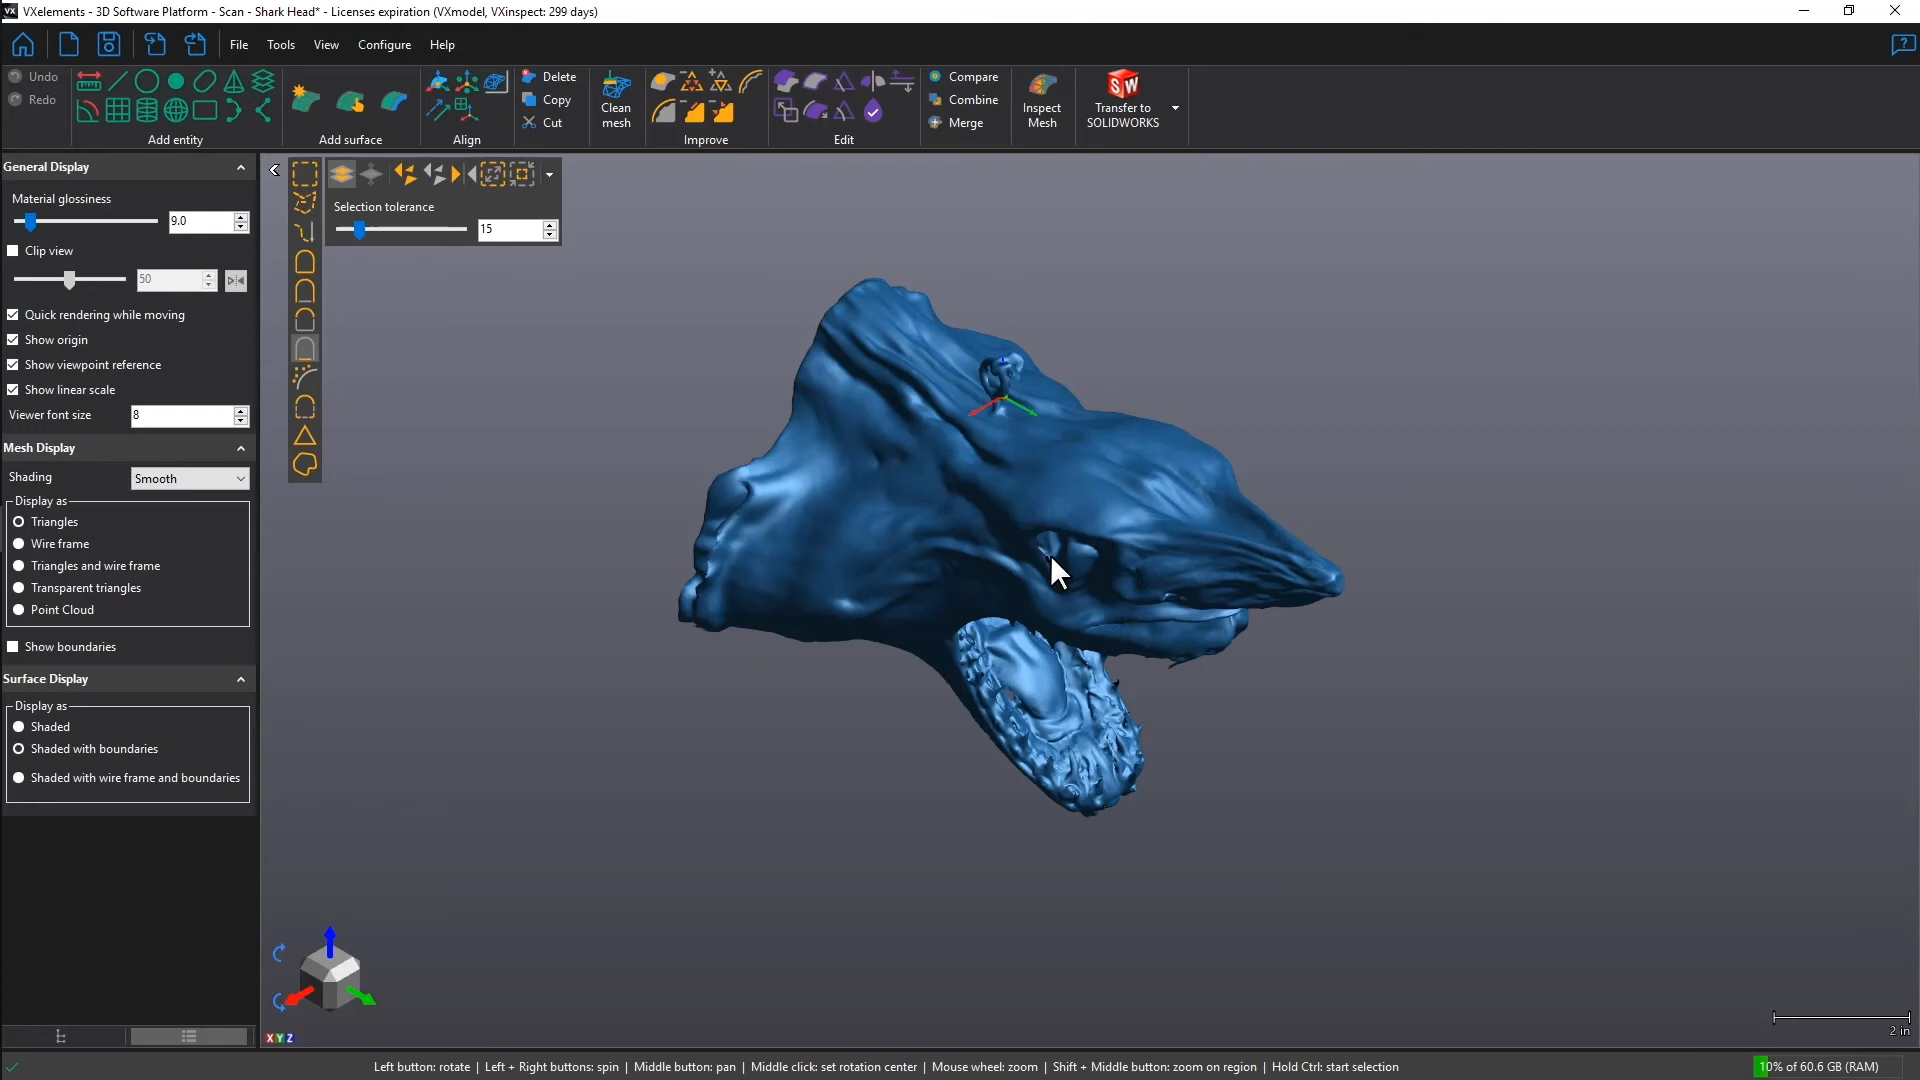 VX VXelements - 3D Software Platform - Scan - Shark Head* - Licenses expiration (VXmodel, VXinspect: 299 days)
File Tools View Configure Help
Undo
Redo
Add entity
Add surface
Align
Delete
Copy
Cut
Clean
mesh
Improve
Edit
Compare
Combine
Merge
Inspect
Mesh
SW
Transfer to
SOLIDWORKS
General Display
Material glossiness
9.0
Clip view
50
Quick rendering while moving
Show origin
Show viewpoint reference
Show linear scale
Viewer font size 8
Mesh Display
Shading Smooth
Display as
Triangles
Wire frame
Triangles and wire frame
Transparent triangles
Point Cloud
Show boundaries
Surface Display
Display as
Shaded
Shaded with boundaries
Shaded with wire frame and boundaries
Selection tolerance
15
X Y Z
2 in
Left button: rotate | Left + Right buttons: spin | Middle button: pan | Middle click: set rotation center | Mouse wheel: zoom | Shift + Middle button: zoom on region | Hold Ctrl: start selection
10% of 60.6 GB (RAM)